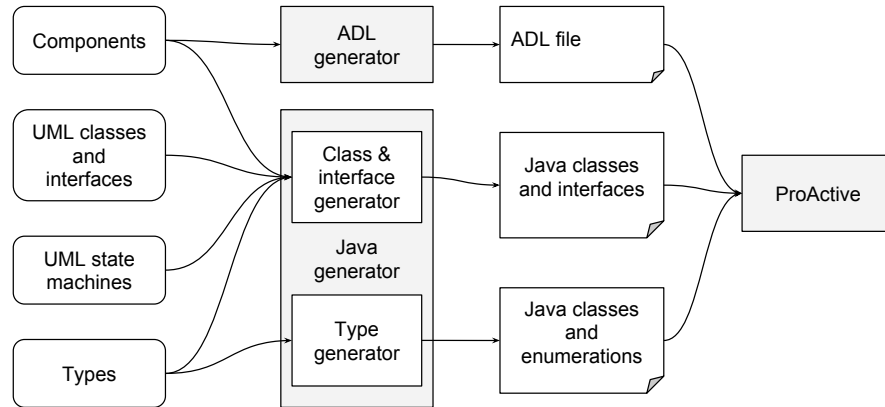 Components
ADL
generator
ADL file
UML classes
and
interfaces
Class &
interface
generator
Java classes
and interfaces
ProActive
UML state
machines
Java
generator
Types
Type
generator
Java classes
and
enumerations